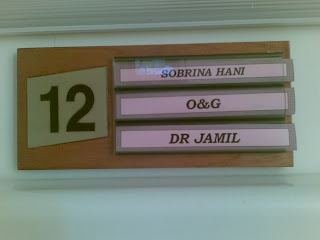 12
SOBRINA HANI
O&G
DR JAMIL